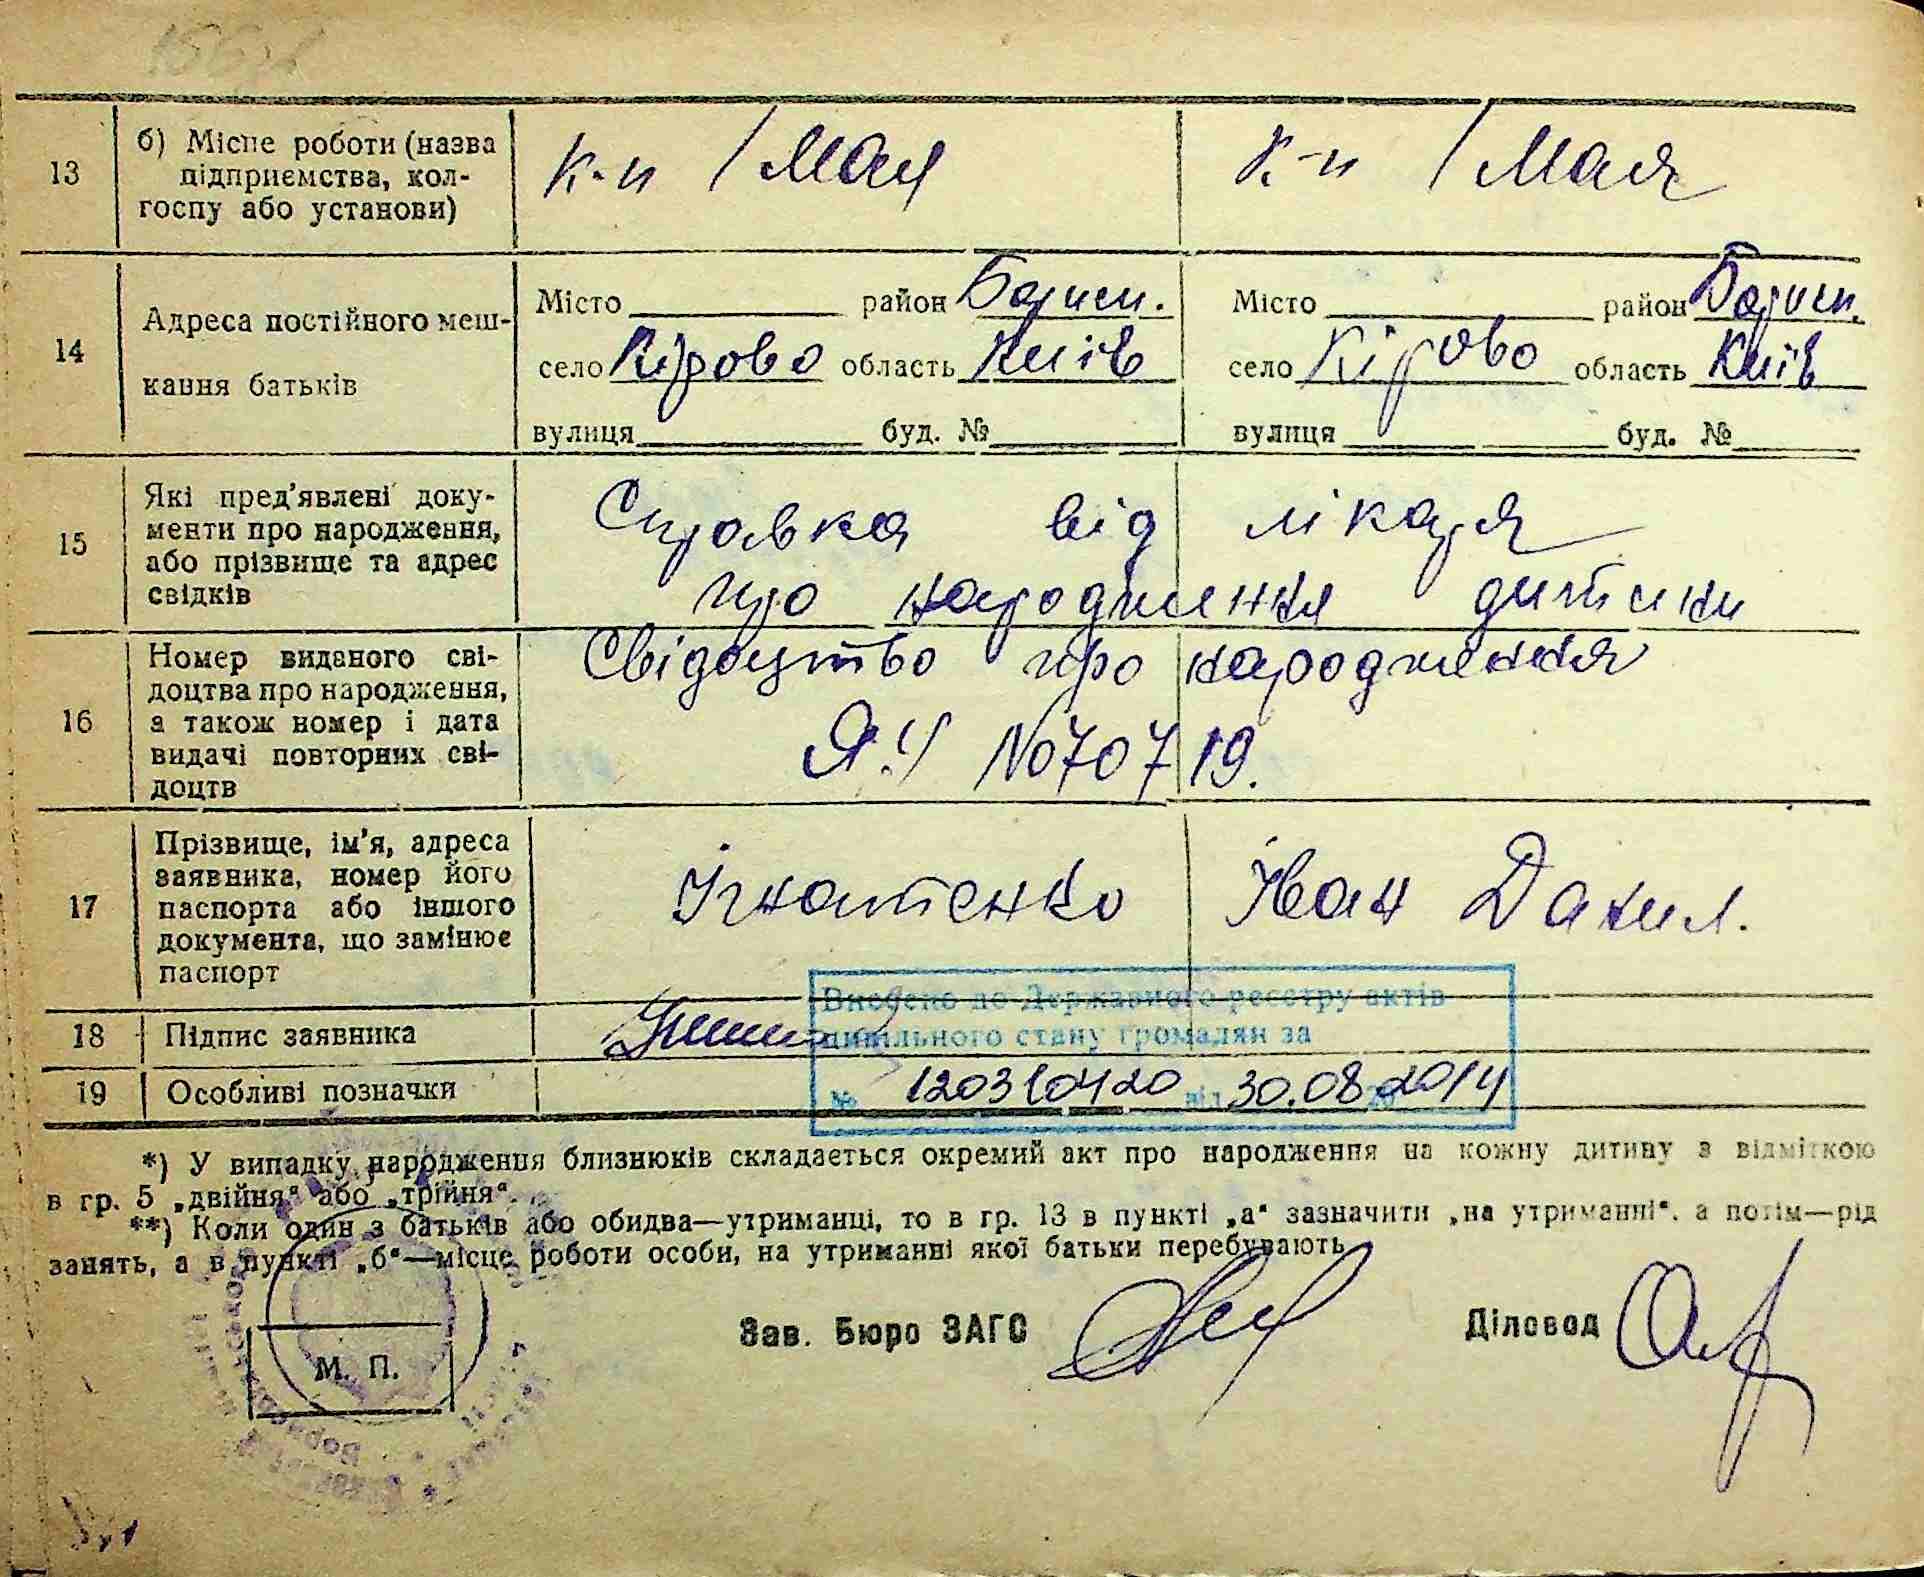 13
б) Місце роботи (назва
підприємства, кол-
госпу або установи)
к-п 1 Мая
к-п 1 Мая
14
Адреса постійного меш-
кання батьків
Місто район Борисп.
село Кірово область Київ
вулиця буд. №
Місто район Борисп.
село Кірово область Київ
вулиця буд. №
15
Які пред'явлені доку-
менти про народження,
або прізвище та адрес
свідків
Справка від лікаря
про народження дитини
16
Номер виданого сві-
доцтва про народження,
а також номер і дата
видачі повторних сві-
доцтв
Свідоцтво про народження
No 707719.
17
Прізвище, ім'я, адреса
заявника, номер його
паспорта або іншого
документа, що замінює
паспорт
Ігнатенко Іван Данил.
18 Підпис заявника
19 Особливі позначки
Внесено до Державного реєстру актів
цивільного стану громадян за
№ 120310420 від 30.08.2014
*) У випадку народження близнюків складається окремий акт про народження на кожну дитину з відміткою
в гр. 5 „двійня“ або „трійня“.
**) Коли один з батьків або обидва—утриманці, то в гр. 13 в пункті „а“ зазначити „на утриманні“, а потім—рід
занять, а в пункті „б“—місце роботи особи, на утриманні якої батьки перебувають
Зав. Бюро ЗАГС
Діловод
М. П.